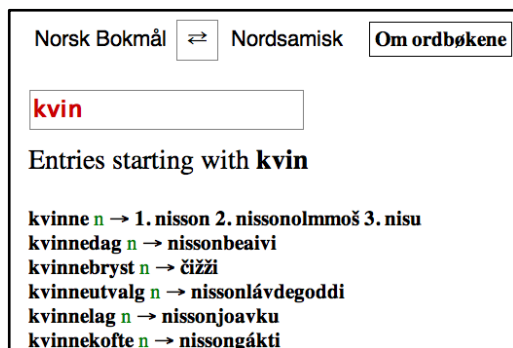 Norsk Bokmål ⇄ Nordsamisk Om ordbøkene
kvin
Entries starting with kvin
kvinne n → 1. nisson 2. nissonolmmoš 3. nisu
kvinnedag n → nissonbeaivi
kvinnebryst n → čižži
kvinneutvalg n → nissonlávdegoddi
kvinnelag n → nissonjoavku
kvinnekofte n → nissongákti